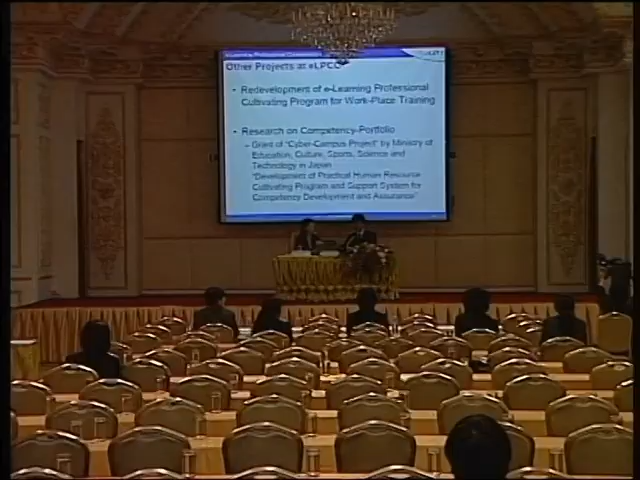 Other Projects at eLPCO
• Redevelopment of e-Learning Professional
Cultivating Program for Work-Place Training
• Research on Competency-Portfolio
– Grant of "Cyber-Campus Project" by Ministry of
Education, Culture, Sports, Science and
Technology in Japan
"Development of Practical Human Resource
Cultivating Program and Support System for
Competency Development and Assurance"